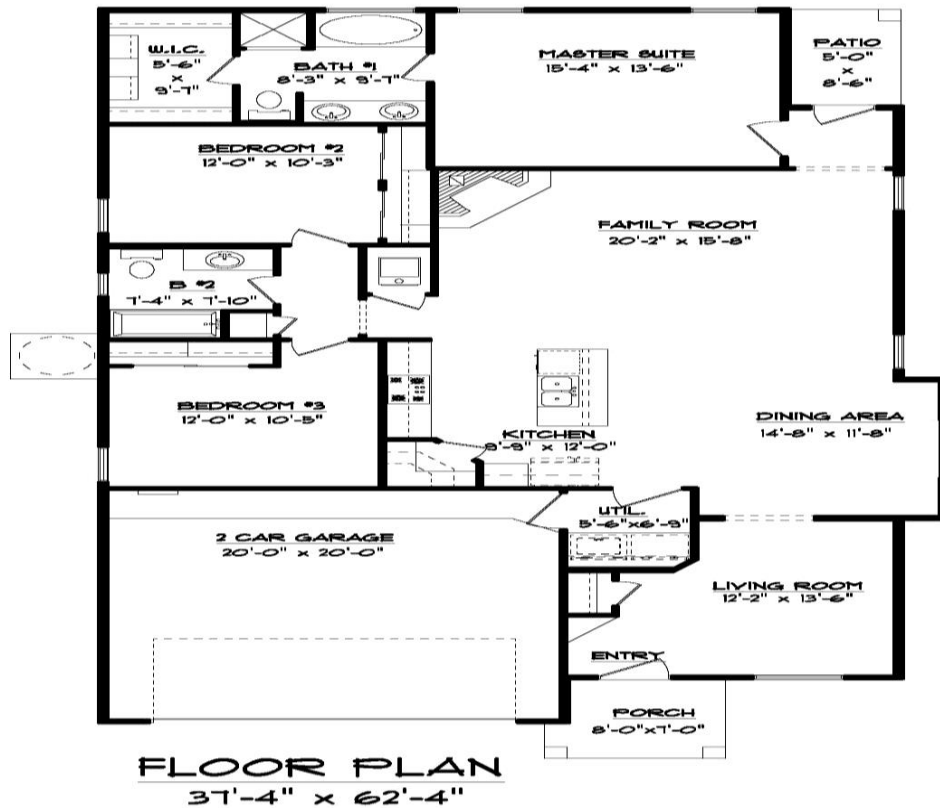 W.I.C.
5'-6"
x
9'-7"
BATH #1
8'-3" x 9'-7"
MASTER SUITE
15'-4" x 13'-6"
PATIO
5'-0"
x
8'-6"
BEDROOM #2
12'-0" x 10'-3"
FAMILY ROOM
20'-2" x 15'-8"
B #2
7'-4" x 7'-10"
BEDROOM #3
12'-0" x 10'-5"
KITCHEN
9'-9" x 12'-0"
DINING AREA
14'-8" x 11'-8"
UTIL.
5'-6"x6'-9"
2 CAR GARAGE
20'-0" x 20'-0"
LIVING ROOM
12'-2" x 13'-6"
ENTRY
PORCH
8'-0"x7'-0"
FLOOR PLAN
37'-4" x 62'-4"